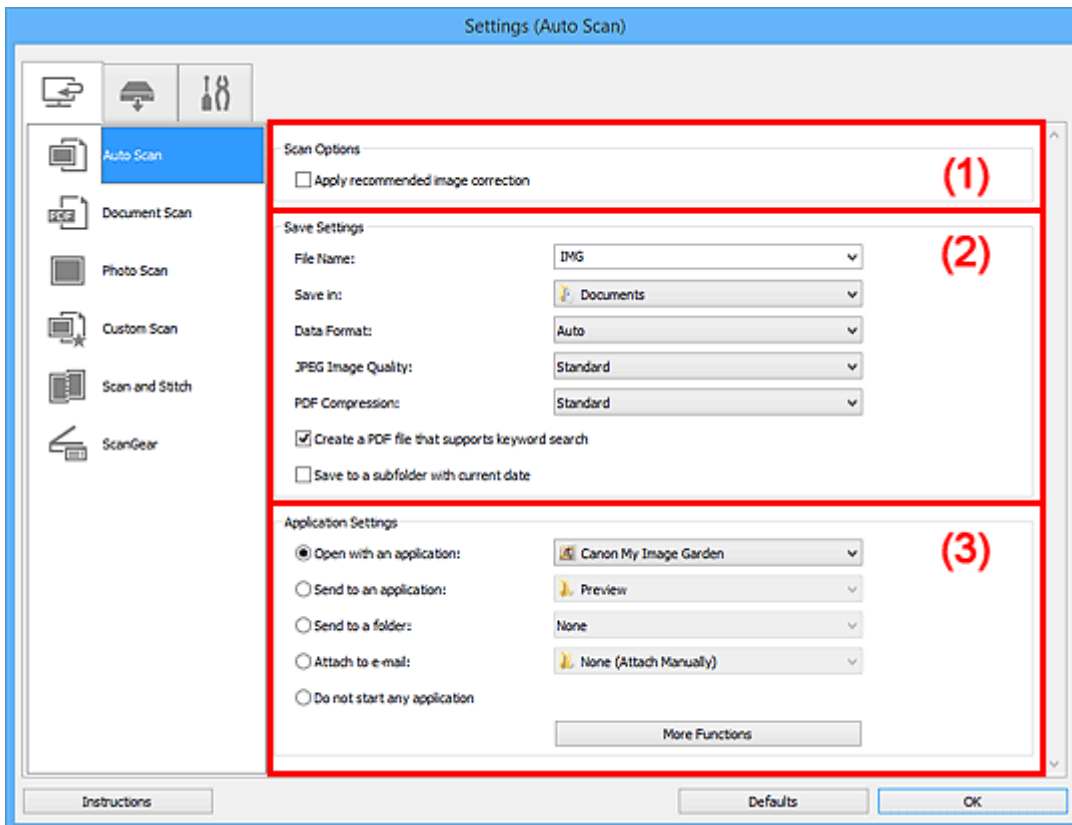 Settings (Auto Scan)
Auto Scan
Document Scan
Photo Scan
Custom Scan
Scan and Stitch
ScanGear
Scan Options
Apply recommended image correction
(1)
Save Settings
(2)
File Name: IMG
Save in: Documents
Data Format: Auto
JPEG Image Quality: Standard
PDF Compression: Standard
Create a PDF file that supports keyword search
Save to a subfolder with current date
Application Settings
(3)
Open with an application: Canon My Image Garden
Send to an application: Preview
Send to a folder: None
Attach to e-mail: None (Attach Manually)
Do not start any application
More Functions
Instructions Defaults OK